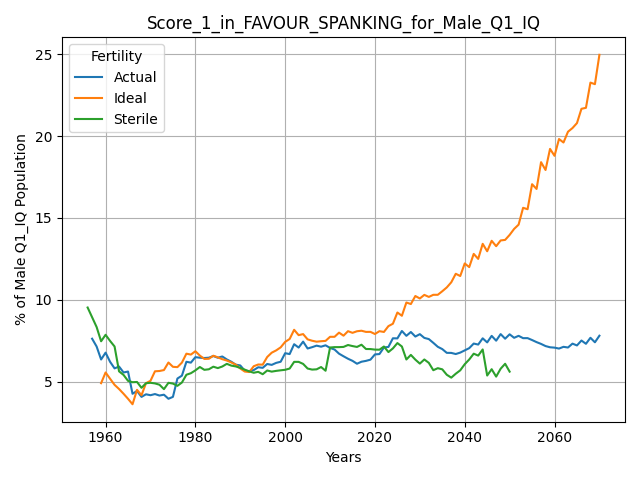 Score_1_in_FAVOUR_SPANKING_for_Male_Q1_IQ
Fertility
Actual
Ideal
Sterile
% of Male Q1_IQ Population
25
20
15
10
5
1960 1980 2000 2020 2040 2060
Years